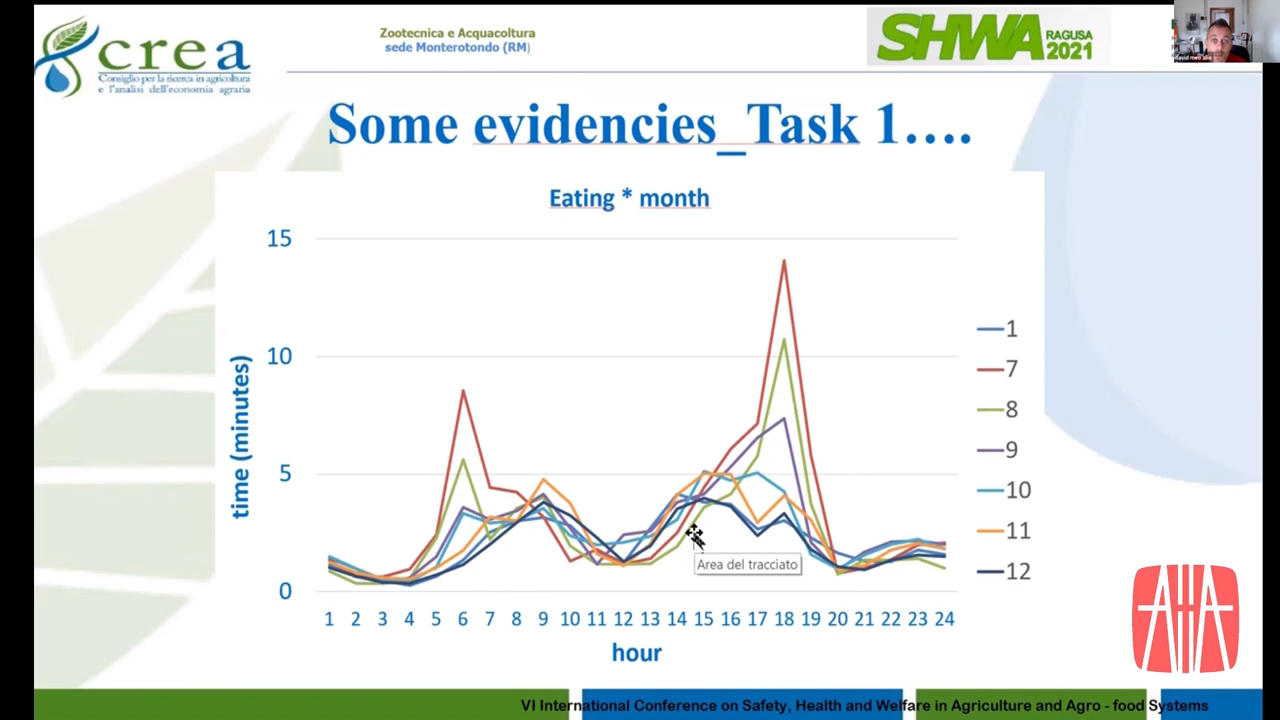 crea
Consiglio per la ricerca in agricoltura
e l'analisi dell'economia agraria
Zootecnica e Acquacoltura
sede Monterotondo (RM)
SHWA RAGUSA 2021
Some evidencies_Task 1....
Eating * month
15
10
5
0
time (minutes)
1 2 3 4 5 6 7 8 9 10 11 12 13 14 15 16 17 18 19 20 21 22 23 24
hour
1
7
8
9
10
11
12
Area del tracciato
AIIA
VI International Conference on Safety, Health and Welfare in Agriculture and Agro - food Systems